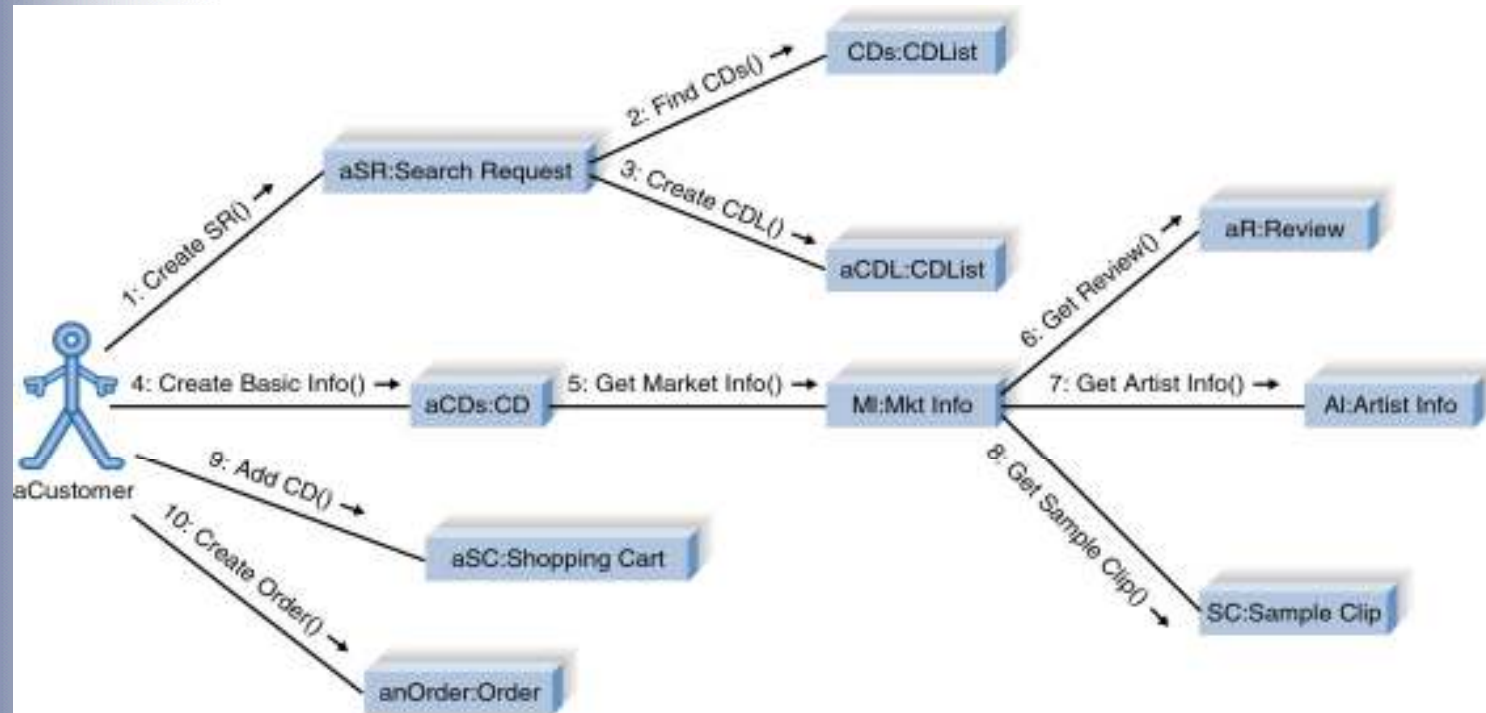 CDs:CDList
2: Find CDs()
aSR:Search Request
3: Create CDL()
1: Create SR()
aCDL:CDList
aR:Review
6: Get Review()
4: Create Basic Info()
aCDs:CD
5: Get Market Info()
MI:Mkt Info
7: Get Artist Info()
AI:Artist Info
aCustomer
9: Add CD()
aSC:Shopping Cart
8: Get Sample Clip()
SC:Sample Clip
10: Create Order()
anOrder:Order